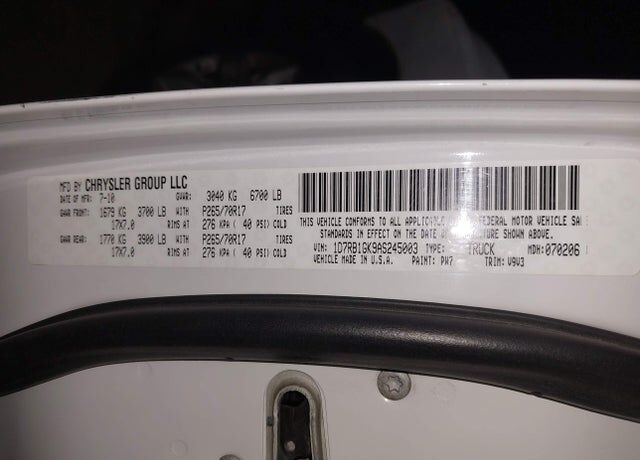 MFD BY CHRYSLER GROUP LLC
DATE OF MFR: 7-10 GVWR: 3040 KG 6700 LB
GAWR FRONT: 1679 KG 3700 LB WITH P265/70R17 TIRES
17X7.0 RIMS AT 276 KPA ( 40 PSI) COLD
GAWR REAR: 1770 KG 3900 LB WITH P265/70R17 TIRES
17X7.0 RIMS AT 276 KPA ( 40 PSI) COLD
THIS VEHICLE CONFORMS TO ALL FEDERAL MOTOR VEHICLE
STANDARDS IN EFFECT ON THE DATE SHOWN ABOVE.
VIN: 1D7RB1GK9AS245003 TYPE: TRUCK MDH: 070206
VEHICLE MADE IN U.S.A. PAINT: PW7 TRIM: V9V3